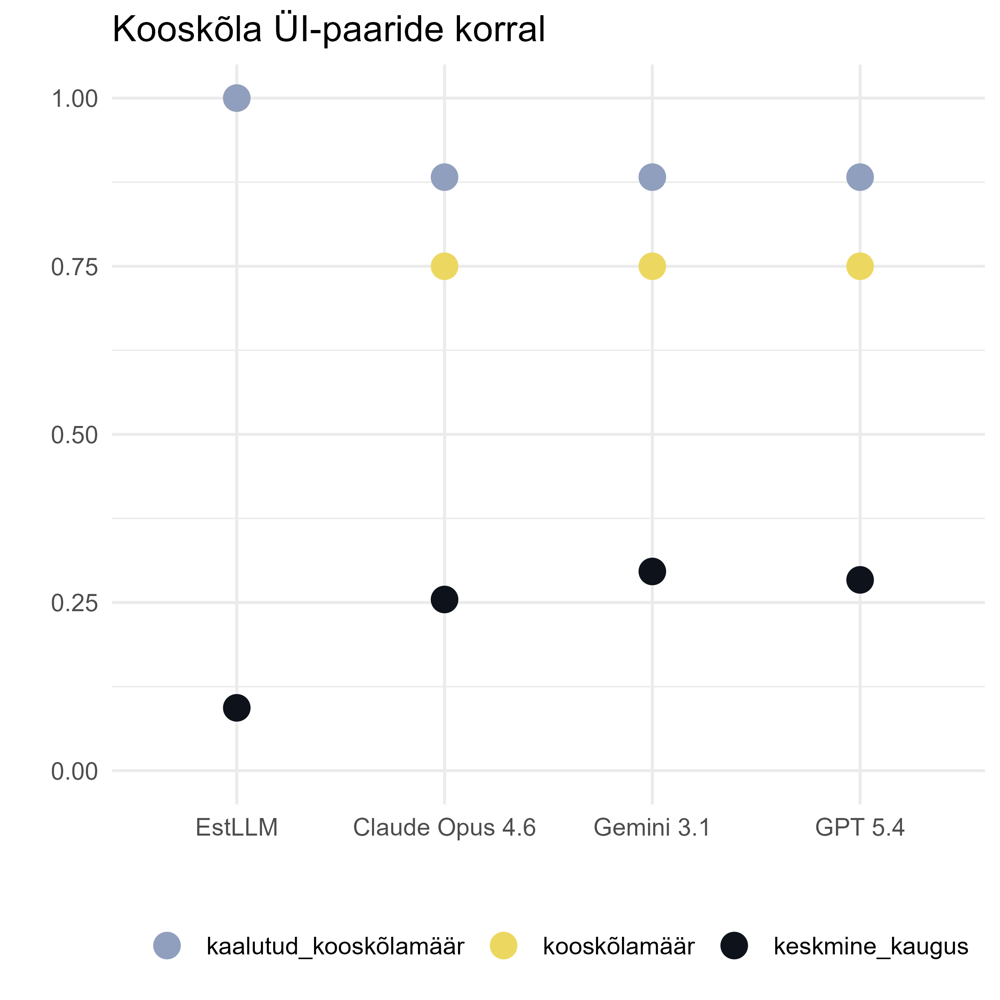 Kooskõla ÜI-paaride korral
1.00
0.75
0.50
0.25
0.00
EstLLM Claude Opus 4.6 Gemini 3.1 GPT 5.4
kaalutud_kooskõlamäär kooskõlamäär keskmine_kaugus